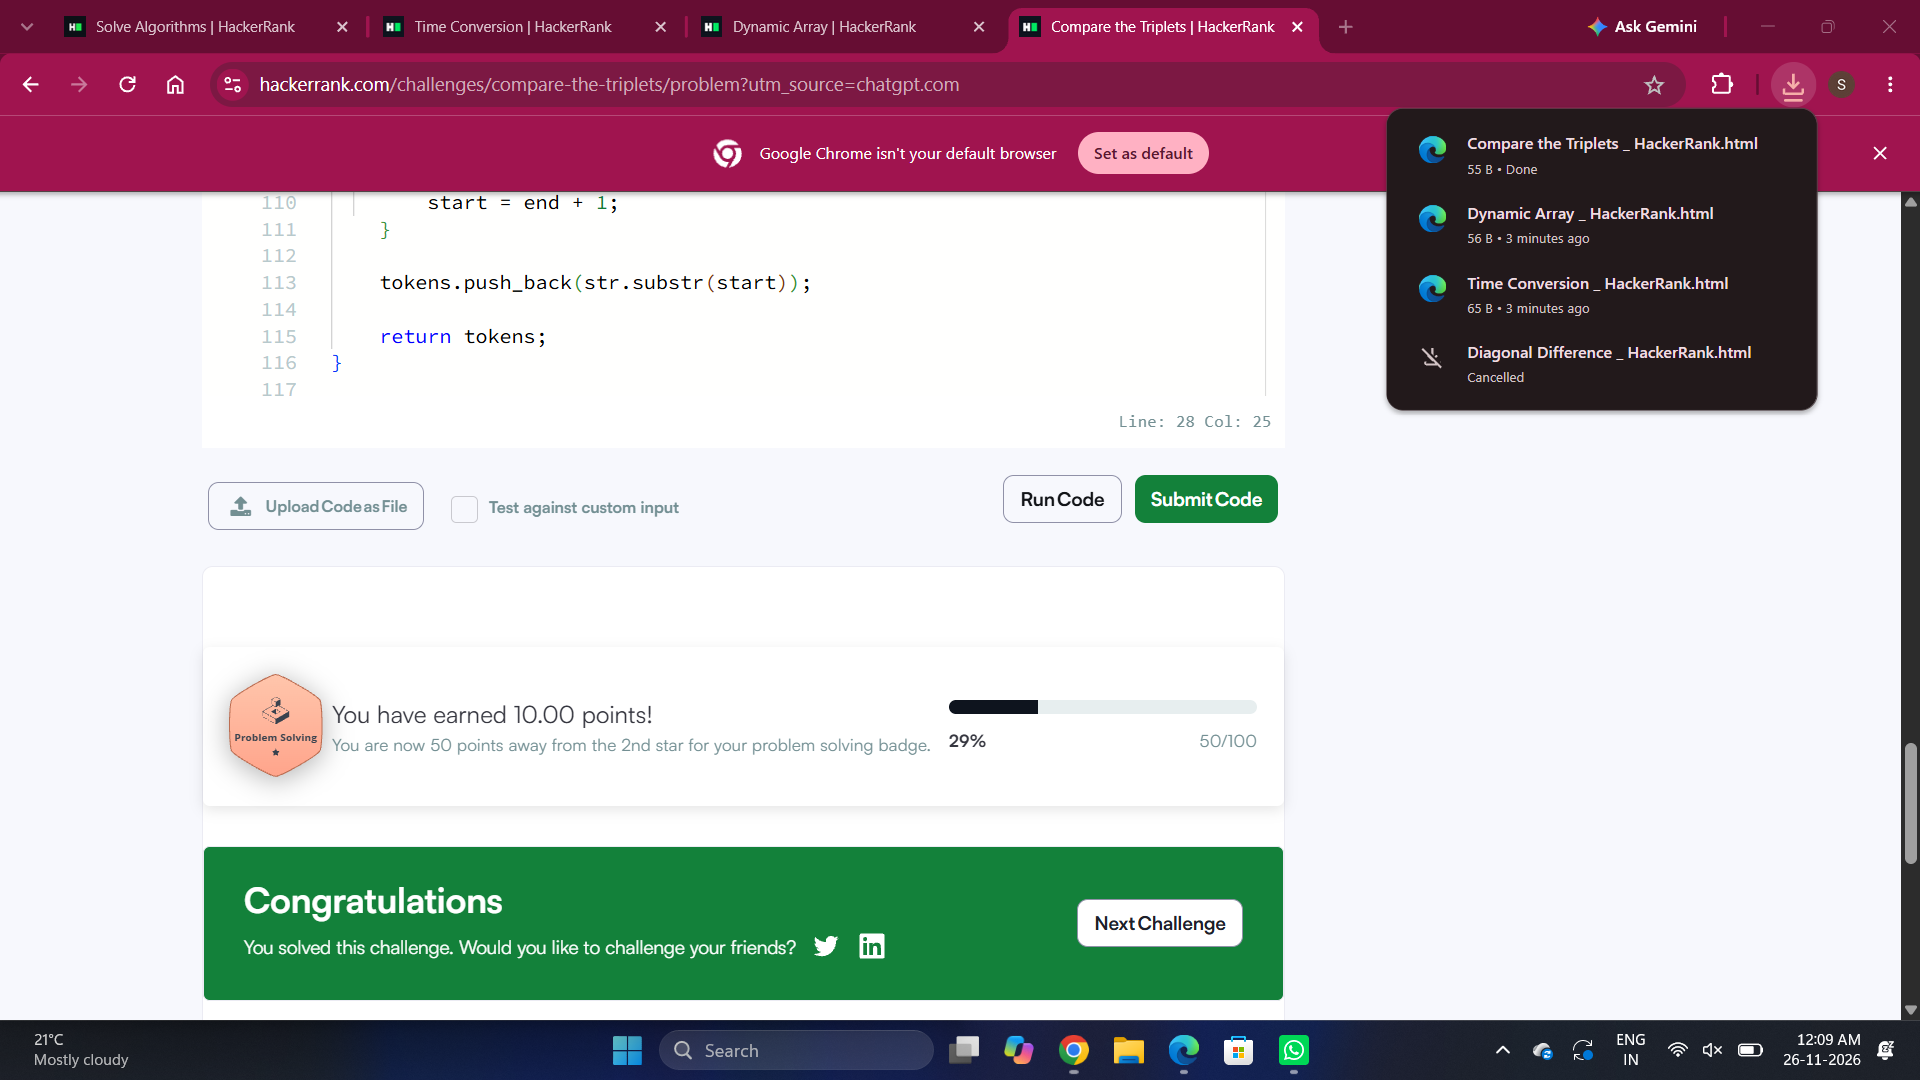 Solve Algorithms | HackerRank
Time Conversion | HackerRank
Dynamic Array | HackerRank
Compare the Triplets | HackerRank
Ask Gemini
hackerrank.com/challenges/compare-the-triplets/problem?utm_source=chatgpt.com
S
Google Chrome isn't your default browser
Set as default
Compare the Triplets _ HackerRank.html
55 B • Done
Dynamic Array _ HackerRank.html
56 B • 3 minutes ago
Time Conversion _ HackerRank.html
65 B • 3 minutes ago
Diagonal Difference _ HackerRank.html
Cancelled
110 start = end + 1;
111 }
112
113 tokens.push_back(str.substr(start));
114
115 return tokens;
116 }
117
Line: 28 Col: 25
Upload Code as File
Test against custom input
Run Code
Submit Code
Problem Solving
You have earned 10.00 points!
You are now 50 points away from the 2nd star for your problem solving badge.
29%
50/100
Congratulations
You solved this challenge. Would you like to challenge your friends?
Next Challenge
21°C
Mostly cloudy
Search
ENG
IN
12:09 AM
26-11-2026